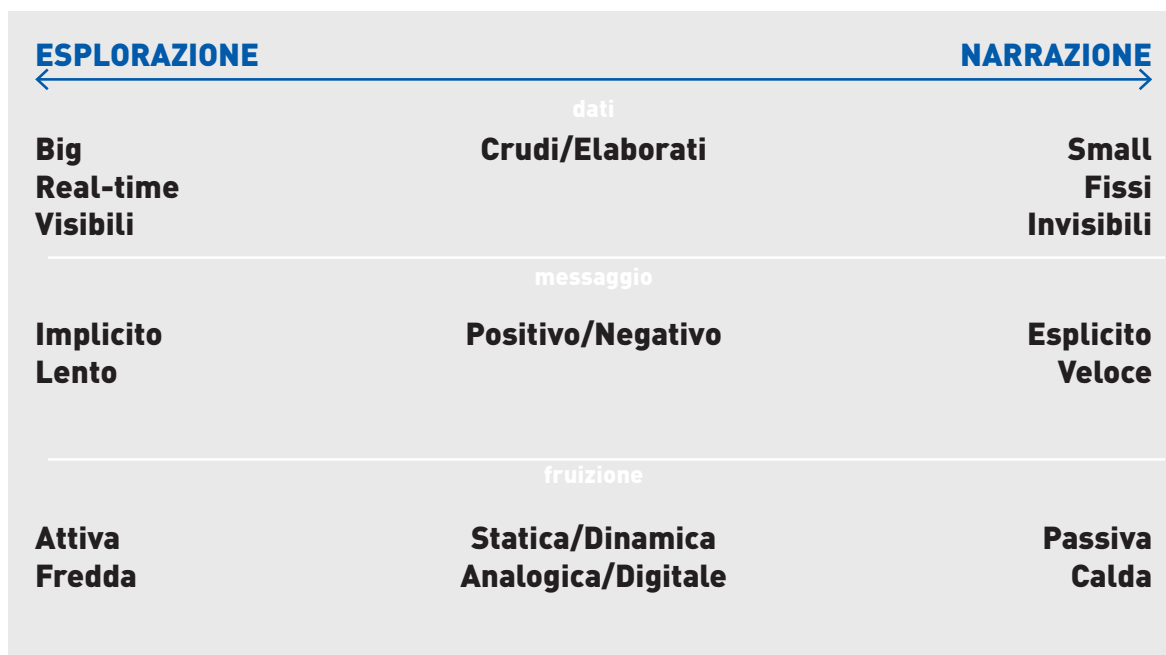 ESPLORAZIONE NARRAZIONE
dati
Big Crudi/Elaborati Small
Real-time Fissi
Visibili Invisibili
messaggio
Implicito Positivo/Negativo Esplicito
Lento Veloce
fruizione
Attiva Statica/Dinamica Passiva
Fredda Analogica/Digitale Calda